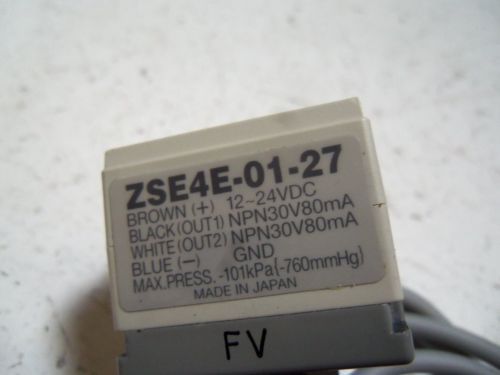 ZSE4E-01-27
BROWN (+) 12~24VDC
BLACK (OUT1) NPN30V80mA
WHITE (OUT2) NPN30V80mA
BLUE (-) GND
MAX.PRESS. -101kPa{-760mmHg}
MADE IN JAPAN
FV